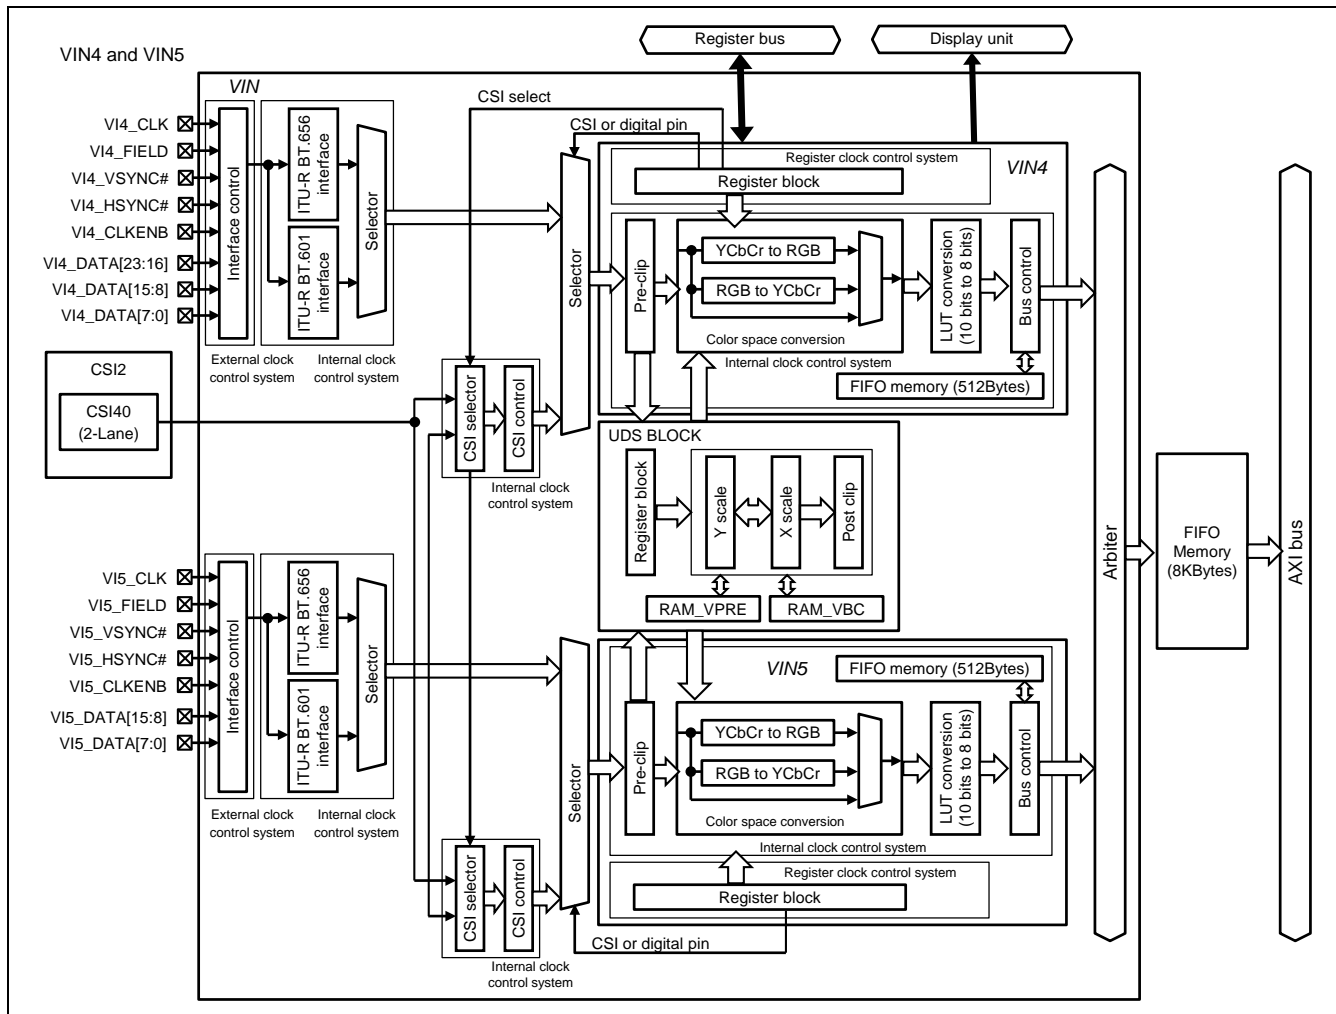 Register bus
Display unit
VIN4 and VIN5
VIN
CSI select
CSI or digital pin
VI4_CLK
VI4_FIELD
VI4_VSYNC#
VI4_HSYNC#
VI4_CLKENB
VI4_DATA[23:16]
VI4_DATA[15:8]
VI4_DATA[7:0]
Interface control
ITU-R BT.656
interface
ITU-R BT.601
interface
Selector
External clock
control system
Internal clock
control system
Selector
Register clock control system
VIN4
Register block
Pre-clip
YCbCr to RGB
RGB to YCbCr
Color space conversion
Internal clock control system
LUT conversion
(10 bits to 8 bits)
Bus control
FIFO memory (512Bytes)
CSI2
CSI40
(2-Lane)
CSI selector
CSI control
Internal clock
control system
UDS BLOCK
Register block
Y scale
X scale
Post clip
RAM_VPRE
RAM_VBC
Arbiter
FIFO
Memory
(8KBytes)
AXI bus
VI5_CLK
VI5_FIELD
VI5_VSYNC#
VI5_HSYNC#
VI5_CLKENB
VI5_DATA[15:8]
VI5_DATA[7:0]
Interface control
ITU-R BT.656
interface
ITU-R BT.601
interface
Selector
External clock
control system
Internal clock
control system
Selector
VIN5
FIFO memory (512Bytes)
Pre-clip
YCbCr to RGB
RGB to YCbCr
Color space conversion
LUT conversion
(10 bits to 8 bits)
Bus control
Internal clock control system
Register clock control system
Register block
CSI selector
CSI control
CSI or digital pin
Internal clock
control system